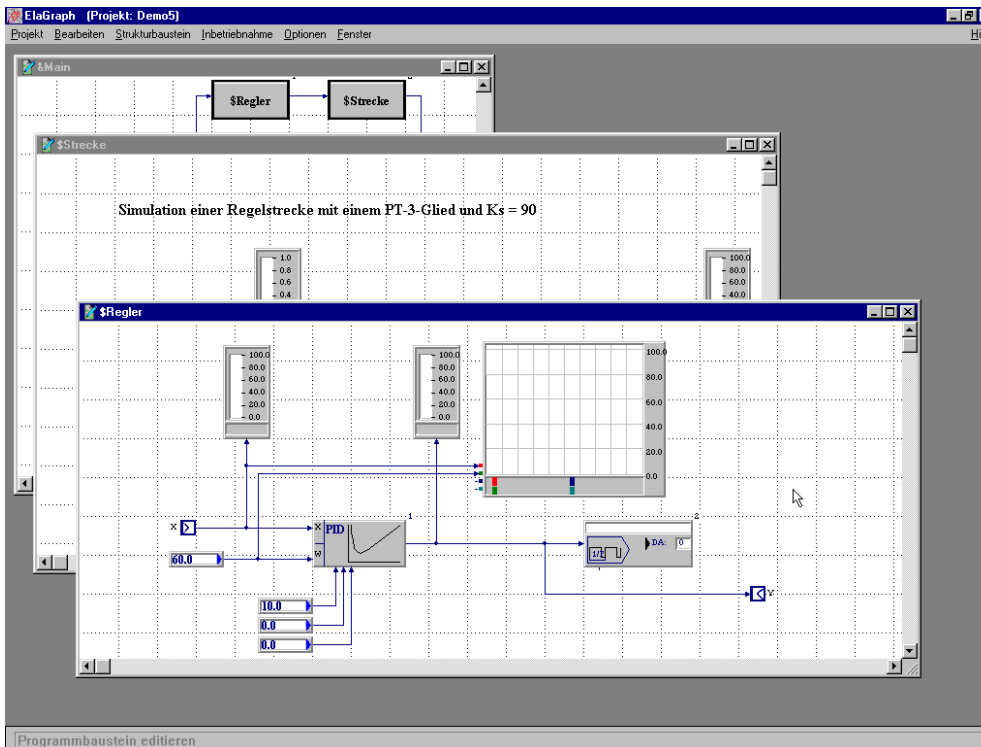 ElaGraph (Projekt: Demo5)
Projekt Bearbeiten Strukturbaustein Inbetriebnahme Optionen Fenster Hi
&Main
$Regler $Strecke
$Strecke
Simulation einer Regelstrecke mit einem PT-3-Glied und Ks = 90
1.0
0.8
0.6
0.4
100.0
80.0
60.0
40.0
$Regler
100.0
80.0
60.0
40.0
20.0
0.0
100.0
80.0
60.0
40.0
20.0
0.0
100.0
80.0
60.0
40.0
20.0
0.0
X
X PID 1
W
60.0
10.0
0.0
0.0
2
DA: 0
Y
Programmbaustein editieren